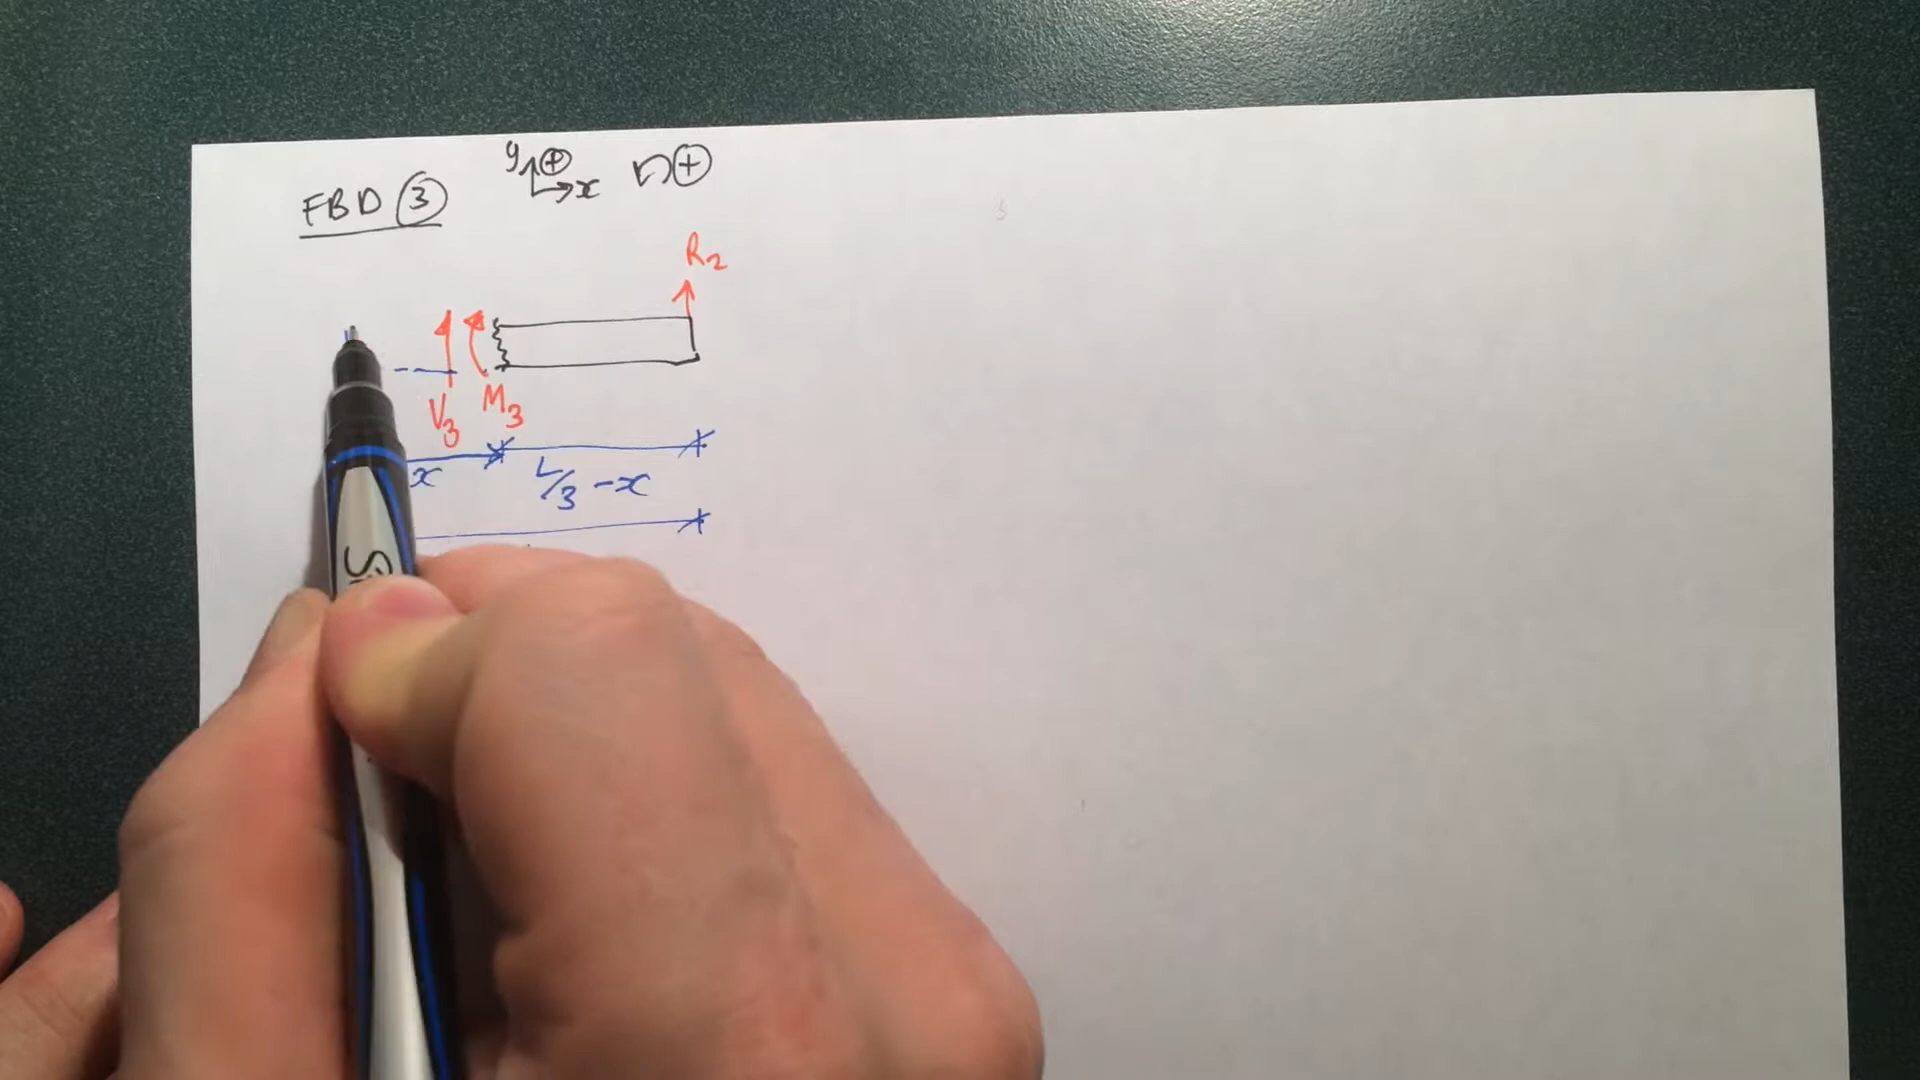 FBD ③
y ⊕
x
⊕
R₂
V₃
M₃
x
L/3 - x